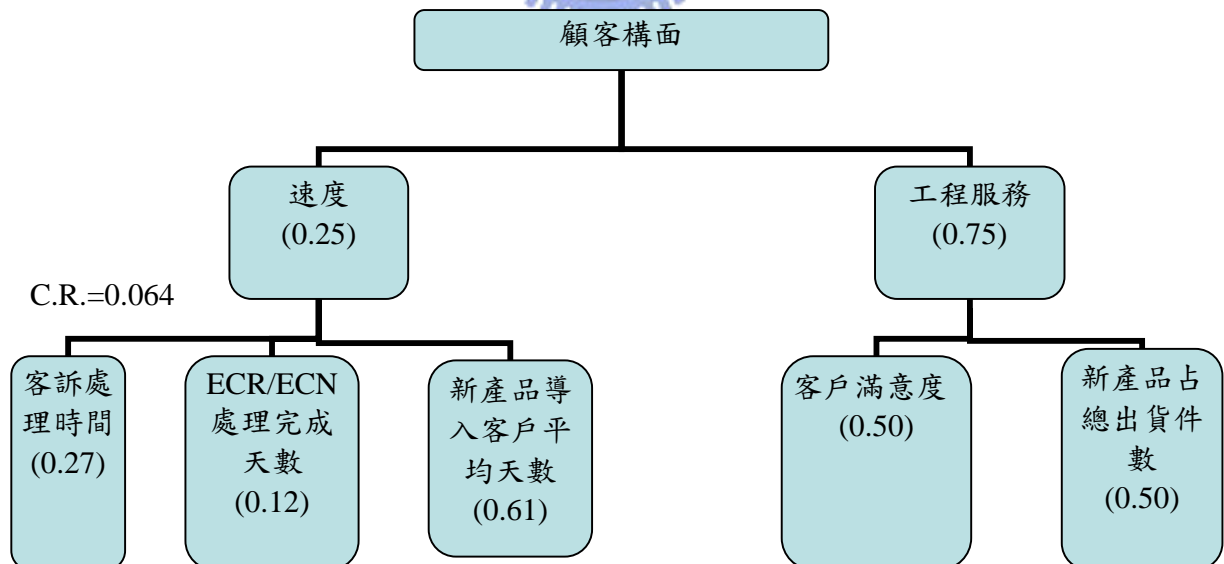 顧客構面
速度
(0.25)
工程服務
(0.75)
C.R.=0.064
客訴處
理時間
(0.27)
ECR/ECN
處理完成
天數
(0.12)
新產品導
入客戶平
均天數
(0.61)
客戶滿意度
(0.50)
新產品占
總出貨件
數
(0.50)